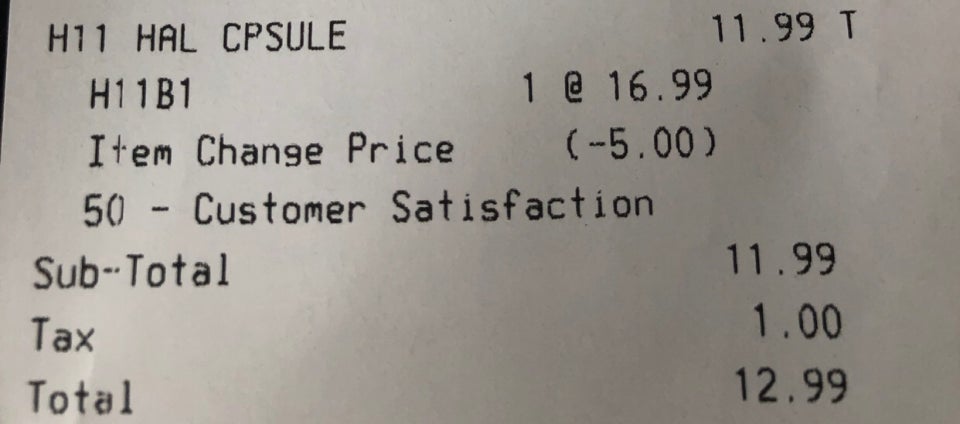 H11 HAL CPSULE 11.99 T
H11B1 1 @ 16.99
Item Change Price (-5.00)
50 - Customer Satisfaction
Sub-Total 11.99
Tax 1.00
Total 12.99